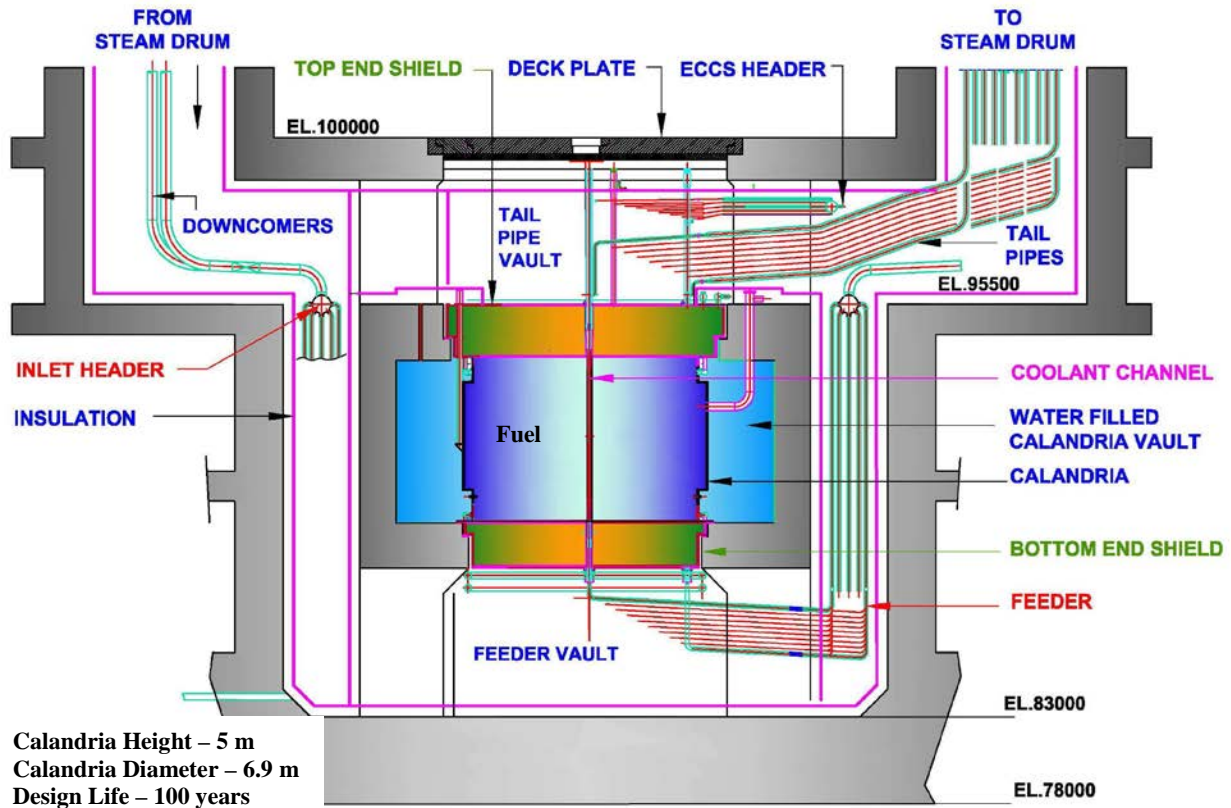 FROM
STEAM DRUM
TO
STEAM DRUM
TOP END SHIELD
DECK PLATE
ECCS HEADER
EL.100000
DOWNCOMERS
TAIL
PIPE
VAULT
TAIL
PIPES
EL.95500
INLET HEADER
COOLANT CHANNEL
INSULATION
WATER FILLED
CALANDRIA VAULT
Fuel
CALANDRIA
BOTTOM END SHIELD
FEEDER
FEEDER VAULT
EL.83000
Calandria Height – 5 m
Calandria Diameter – 6.9 m
Design Life – 100 years
EL.78000